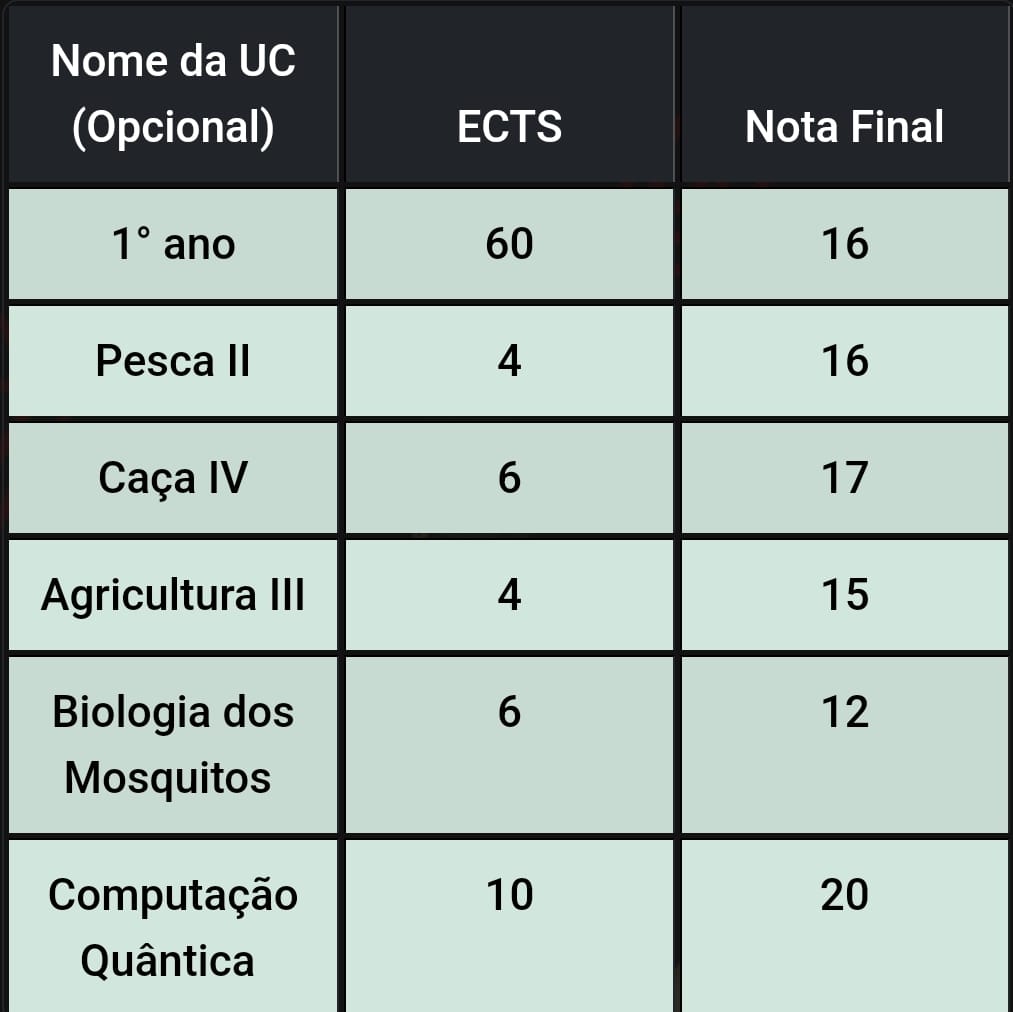 Nome da UC
(Opcional) ECTS Nota Final
1° ano 60 16
Pesca II 4 16
Caça IV 6 17
Agricultura III 4 15
Biologia dos 6 12
Mosquitos
Computação 10 20
Quântica